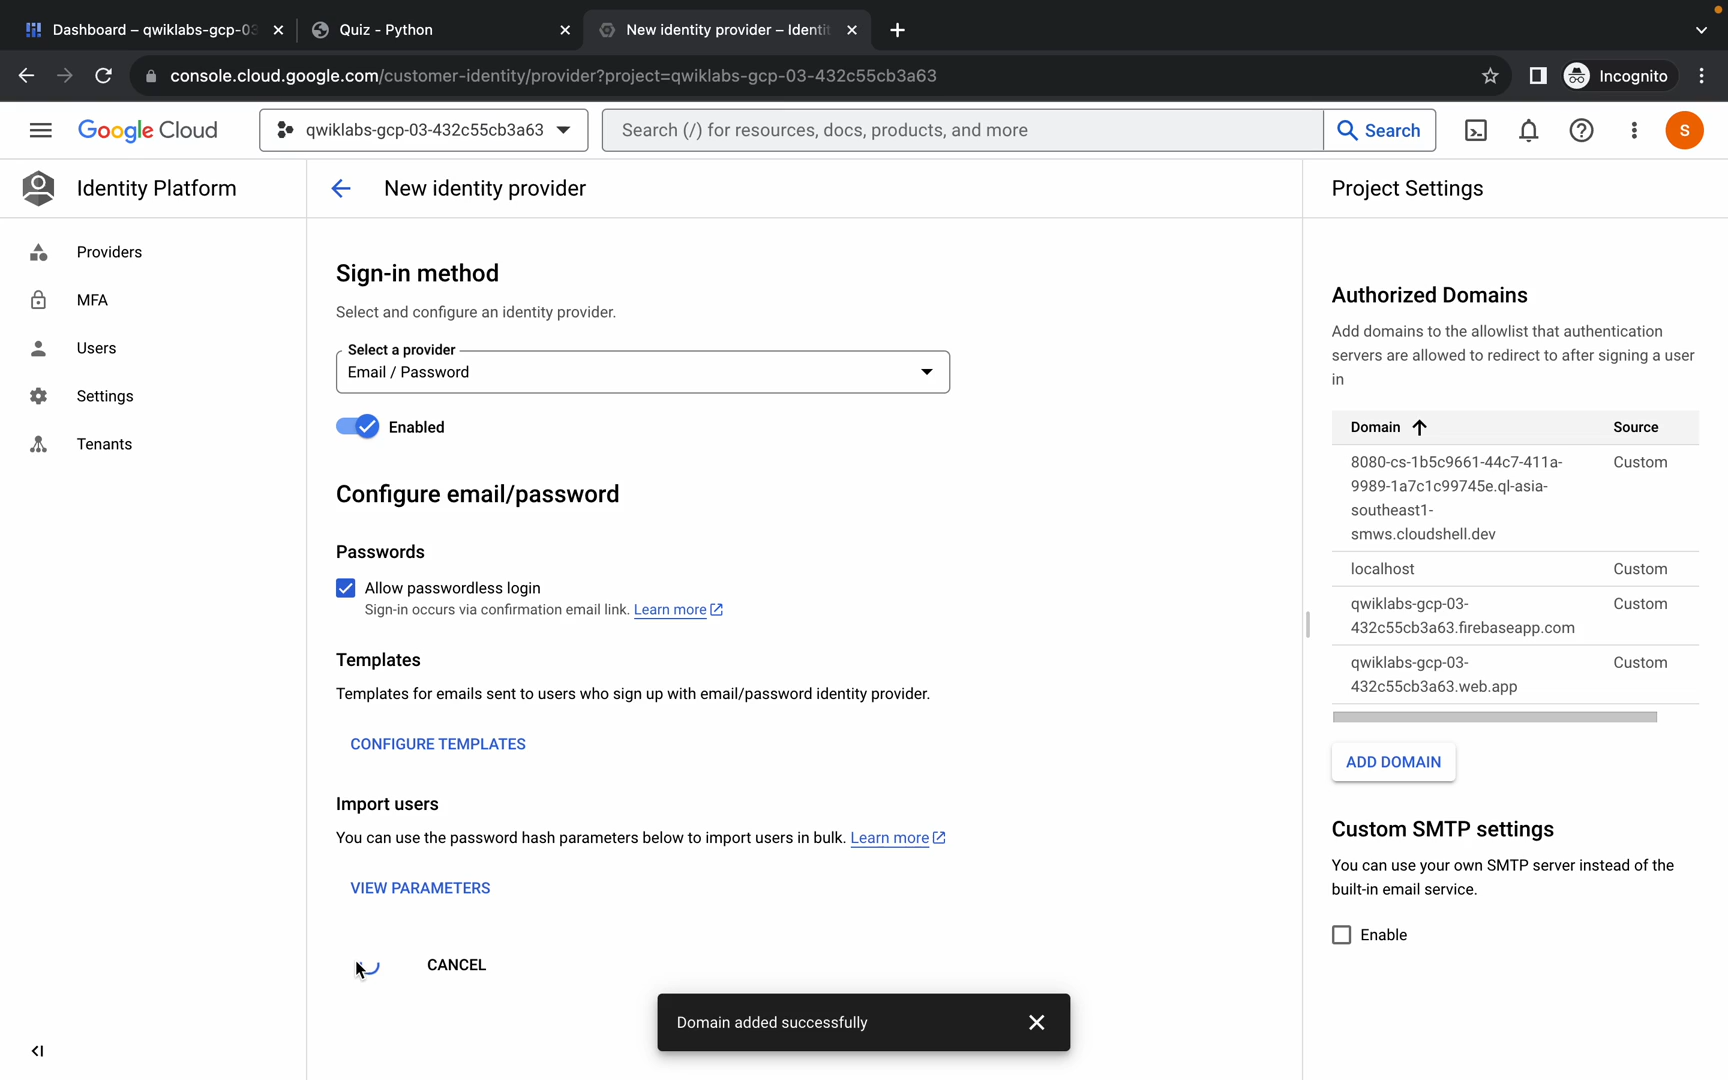 Dashboard – qwiklabs-gcp-03
Quiz - Python
New identity provider – Identit
console.cloud.google.com/customer-identity/provider?project=qwiklabs-gcp-03-432c55cb3a63
Incognito
Google Cloud
qwiklabs-gcp-03-432c55cb3a63
Search (/) for resources, docs, products, and more
Search
S
Identity Platform
Providers
MFA
Users
Settings
Tenants
New identity provider
Sign-in method
Select and configure an identity provider.
Select a provider
Email / Password
Enabled
Configure email/password
Passwords
Allow passwordless login
Sign-in occurs via confirmation email link. Learn more
Templates
Templates for emails sent to users who sign up with email/password identity provider.
CONFIGURE TEMPLATES
Import users
You can use the password hash parameters below to import users in bulk. Learn more
VIEW PARAMETERS
CANCEL
Domain added successfully
Project Settings
Authorized Domains
Add domains to the allowlist that authentication
servers are allowed to redirect to after signing a user
in
Domain Source
8080-cs-1b5c9661-44c7-411a- Custom
9989-1a7c1c99745e.ql-asia-
southeast1-
smws.cloudshell.dev
localhost Custom
qwiklabs-gcp-03- Custom
432c55cb3a63.firebaseapp.com
qwiklabs-gcp-03- Custom
432c55cb3a63.web.app
ADD DOMAIN
Custom SMTP settings
You can use your own SMTP server instead of the
built-in email service.
Enable